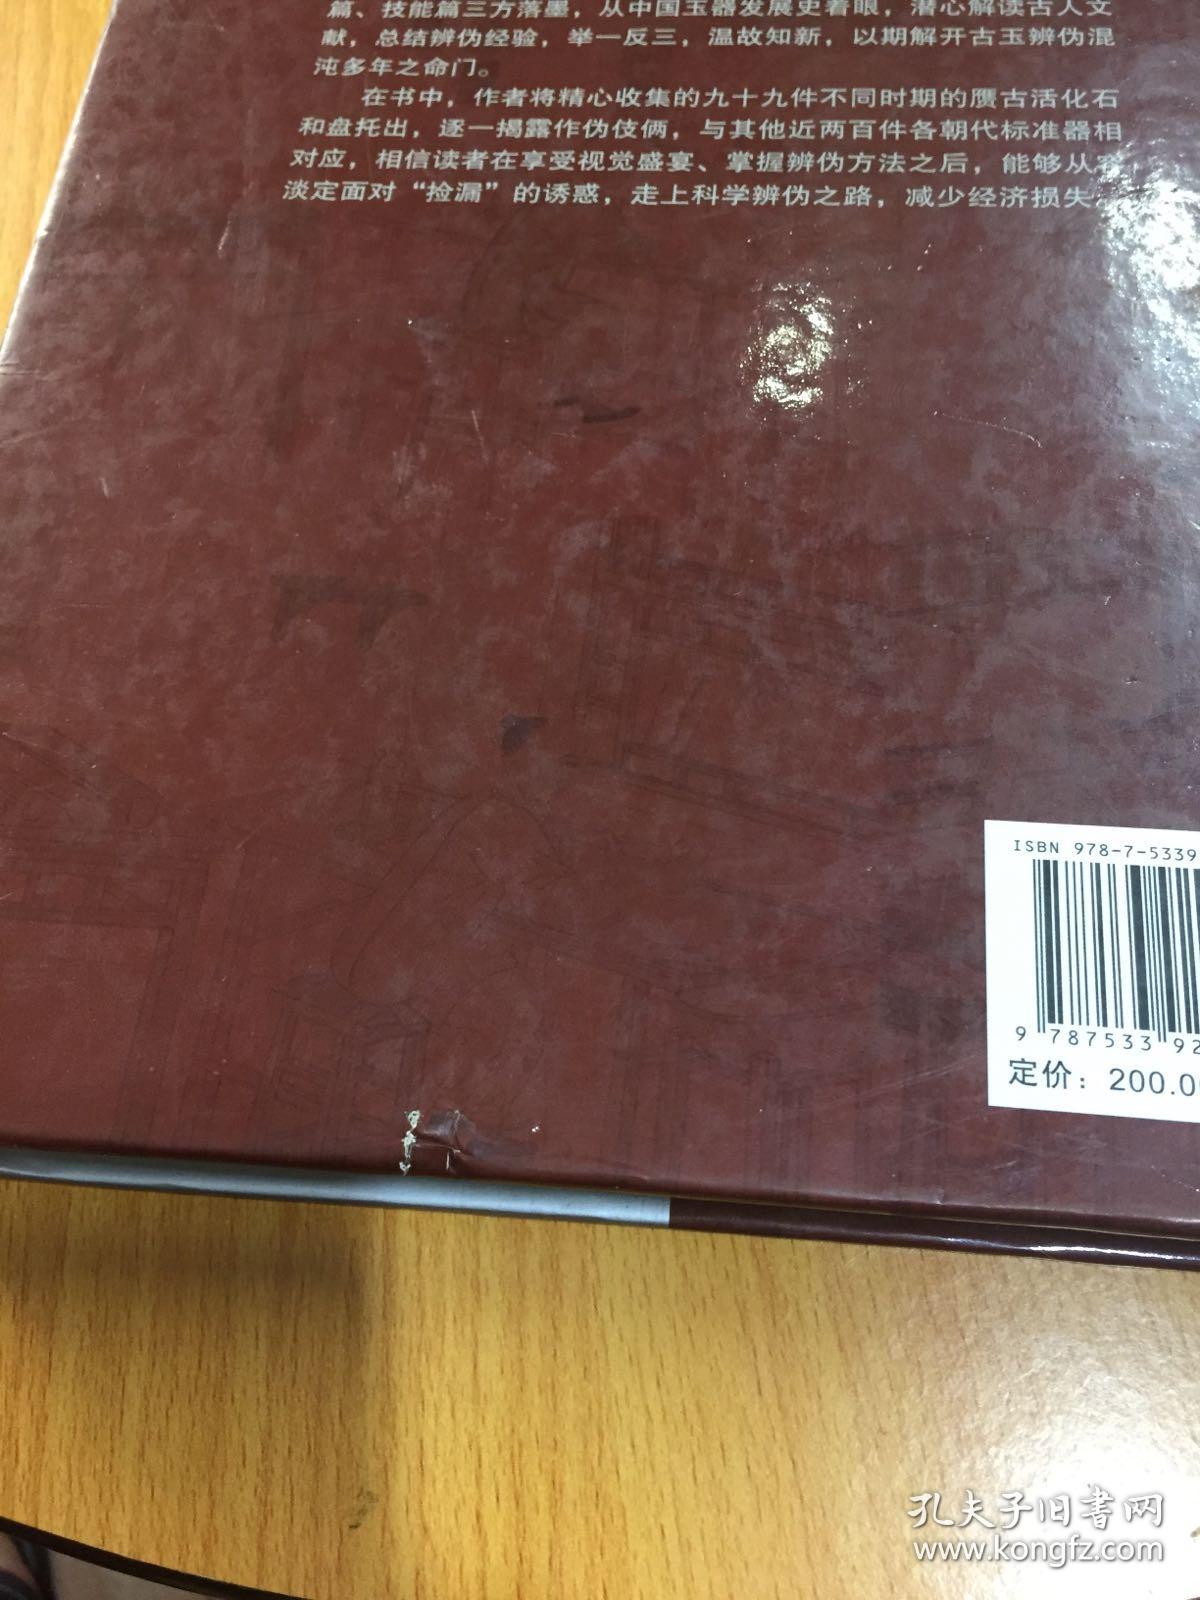 篇、技能篇三方落墨，从中国玉器发展史着眼，潜心解读古人文
献，总结辨伪经验，举一反三，温故知新，以期解开古玉辨伪混
沌多年之命门。
在书中，作者将精心收集的九十九件不同时期的赝古活化石
和盘托出，逐一揭露作伪伎俩，与其他近两百件各朝代标准器相
对应，相信读者在享受视觉盛宴、掌握辨伪方法之后，能够从容
淡定面对“捡漏”的诱惑，走上科学辨伪之路，减少经济损失
ISBN 978-7-5339
9 787533 92
定价：200.0
孔夫子旧书网
www.kongfz.com